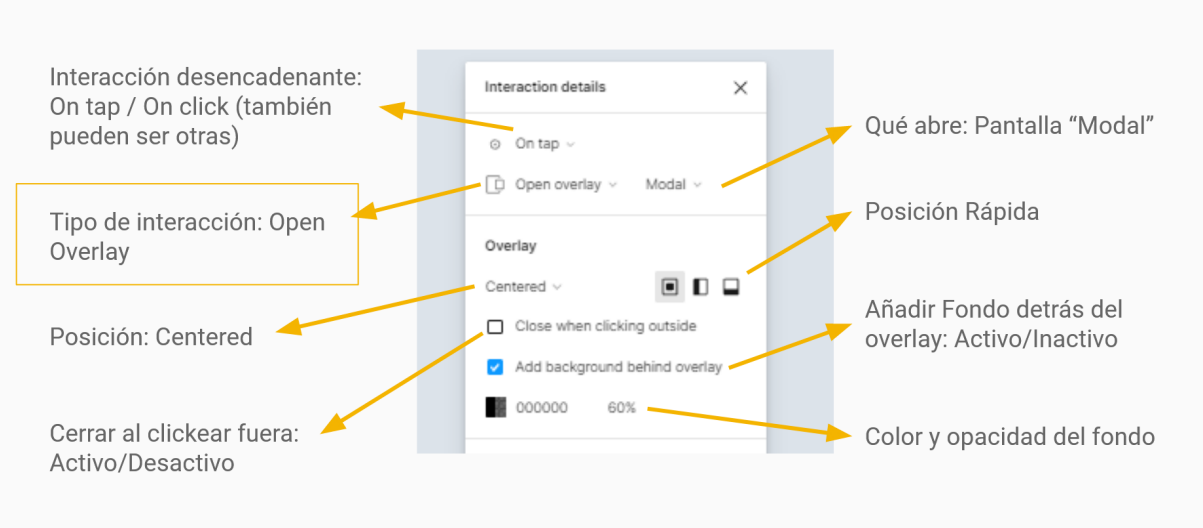 Interacción desencadenante:
On tap / On click (también
pueden ser otras)
Tipo de interacción: Open
Overlay
Posición: Centered
Cerrar al clickear fuera:
Activo/Desactivo
Interaction details
On tap
Open overlay
Modal
Overlay
Centered
Close when clicking outside
Add background behind overlay
000000
60%
Qué abre: Pantalla “Modal”
Posición Rápida
Añadir Fondo detrás del
overlay: Activo/Inactivo
Color y opacidad del fondo